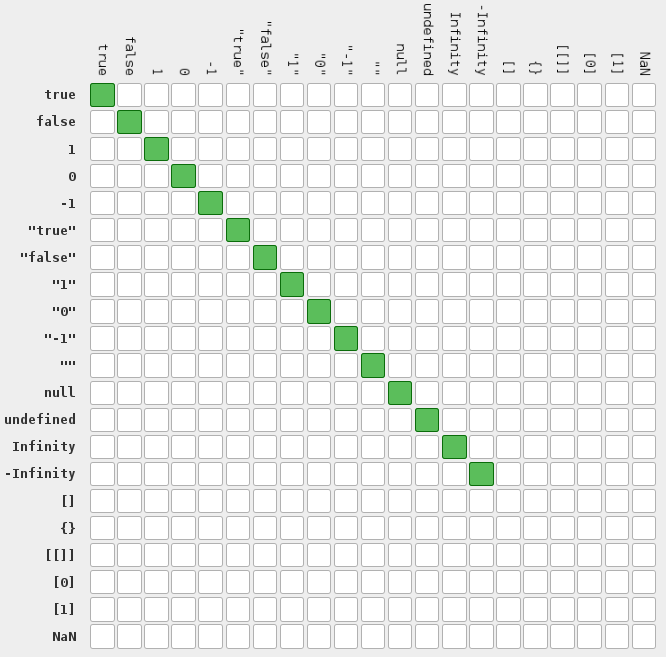 true
false
1
0
-1
"true"
"false"
"1"
"0"
"-1"
""
null
undefined
Infinity
-Infinity
[]
{}
[[]]
[0]
[1]
NaN
true
false
1
0
-1
"true"
"false"
"1"
"0"
"-1"
""
null
undefined
Infinity
-Infinity
[]
{}
[[]]
[0]
[1]
NaN